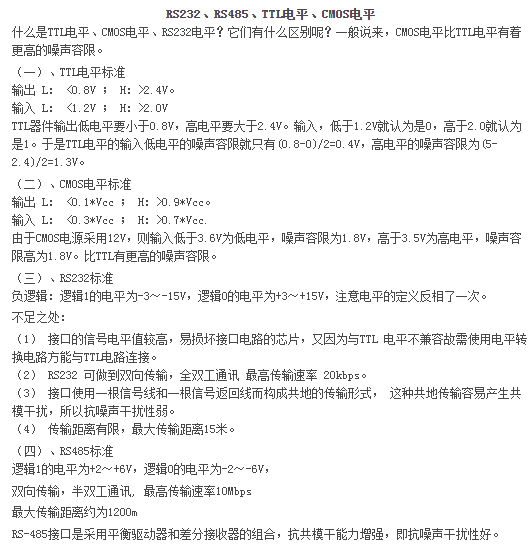 RS232、RS485、TTL电平、CMOS电平
什么是TTL电平、CMOS电平、RS232电平？它们有什么区别呢？一般说来，CMOS电平比TTL电平有着
更高的噪声容限。
（一）、TTL电平标准
输出 L： <0.8V ； H：>2.4V。
输入 L： <1.2V ； H：>2.0V
TTL器件输出低电平要小于0.8V，高电平要大于2.4V。输入，低于1.2V就认为是0，高于2.0就认为
是1。于是TTL电平的输入低电平的噪声容限就只有(0.8-0)/2=0.4V，高电平的噪声容限为(5-
2.4)/2=1.3V。
（二）、CMOS电平标准
输出 L： <0.1*Vcc ； H：>0.9*Vcc。
输入 L： <0.3*Vcc ； H：>0.7*Vcc.
由于CMOS电源采用12V，则输入低于3.6V为低电平，噪声容限为1.8V，高于3.5V为高电平，噪声容
限高为1.8V。比TTL有更高的噪声容限。
（三）、RS232标准
负逻辑：逻辑1的电平为-3～-15V，逻辑0的电平为+3～+15V，注意电平的定义反相了一次。
不足之处：
（1） 接口的信号电平值较高，易损坏接口电路的芯片，又因为与TTL 电平不兼容故需使用电平转
换电路方能与TTL电路连接。
（2） RS232 可做到双向传输，全双工通讯 最高传输速率 20kbps。
（3） 接口使用一根信号线和一根信号返回线而构成共地的传输形式， 这种共地传输容易产生共
模干扰，所以抗噪声干扰性弱。
（4） 传输距离有限，最大传输距离15米。
（四）、RS485标准
逻辑1的电平为+2～+6V，逻辑0的电平为-2～-6V，
双向传输，半双工通讯，最高传输速率10Mbps
最大传输距离约为1200m
RS-485接口是采用平衡驱动器和差分接收器的组合，抗共模干能力增强，即抗噪声干扰性好。